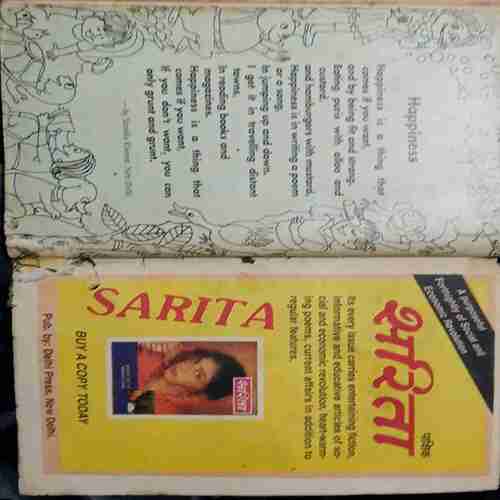 Happiness
Happiness is a thing that
comes if you want,
and by being fit and strong.
Eating puris with aloo and
custard,
and hamburgers with mustard,
Happiness is in writing a poem
or a song,
In jumping up and down.
I get it in travelling distant
towns,
In reading books and
magazines.
Happiness is a thing that
comes if you want,
If you don't want, you can
grunt and grunt.
New Delhi
A purposeful
Fortnightly of Social and
Economic Revolution
सरिता
पाक्षिक
Its every issue carries entertaining fiction,
informative and educative articles of so-
cial and economic revolution, heart-warm-
ing poems, current affairs in addition to
regular features.
सरिता
SARITA
BUY A COPY TODAY
Pub. by: Delhi Press, New Delhi.